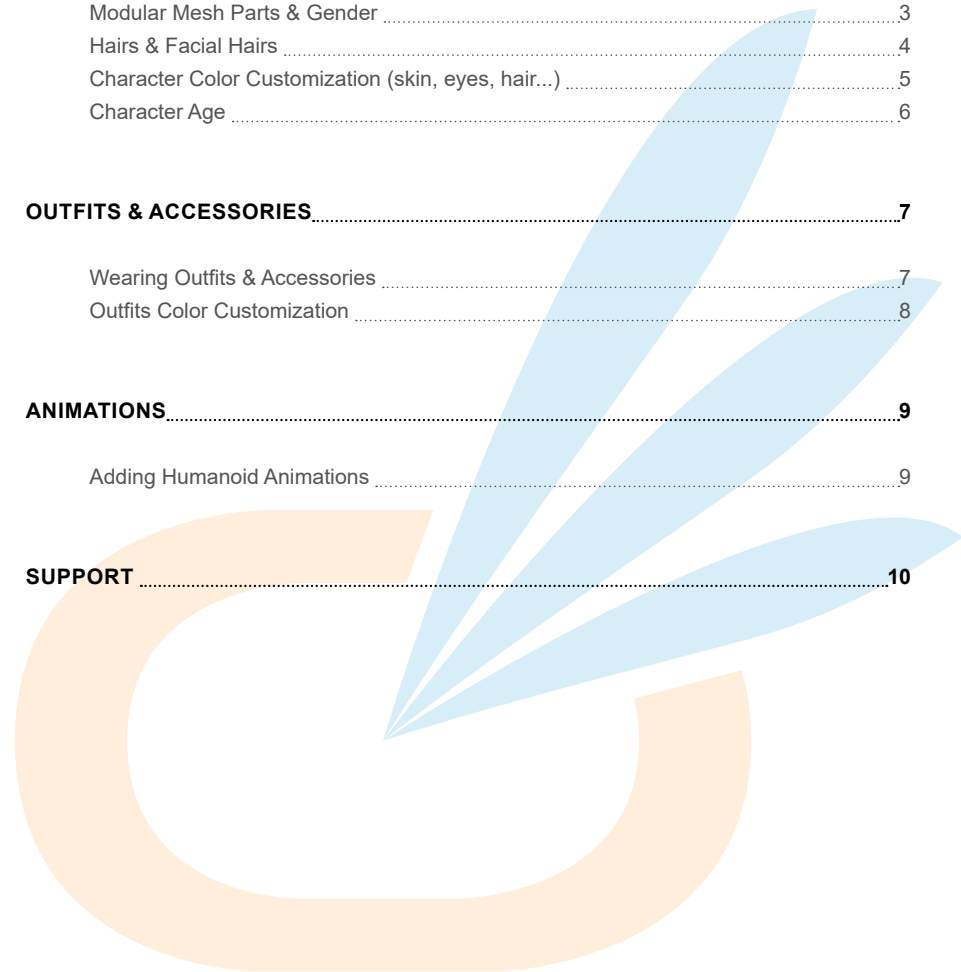 Modular Mesh Parts & Gender 3
Hairs & Facial Hairs 4
Character Color Customization (skin, eyes, hair...) 5
Character Age 6
OUTFITS & ACCESSORIES 7
Wearing Outfits & Accessories 7
Outfits Color Customization 8
ANIMATIONS 9
Adding Humanoid Animations 9
SUPPORT 10